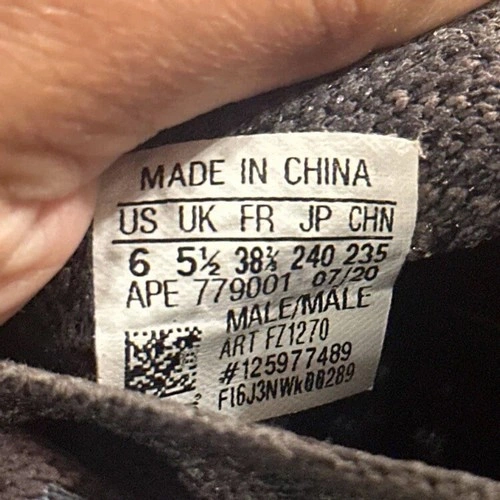 MADE IN CHINA
US UK FR JP CHN
6 5½ 38⅔ 240 235
APE 779001 07/20
MALE/MALE
ART FZ1270
#125977489